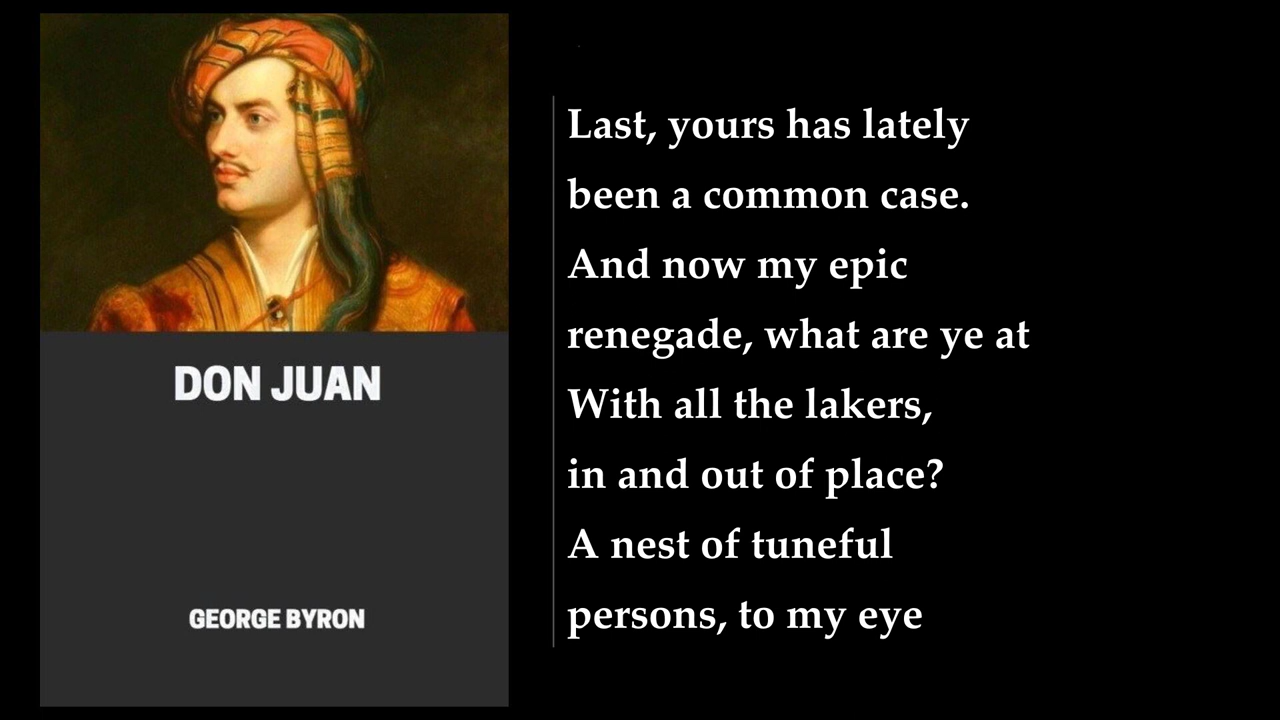 DON JUAN
GEORGE BYRON
Last, yours has lately
been a common case.
And now my epic
renegade, what are ye at
With all the lakers,
in and out of place?
A nest of tuneful
persons, to my eye